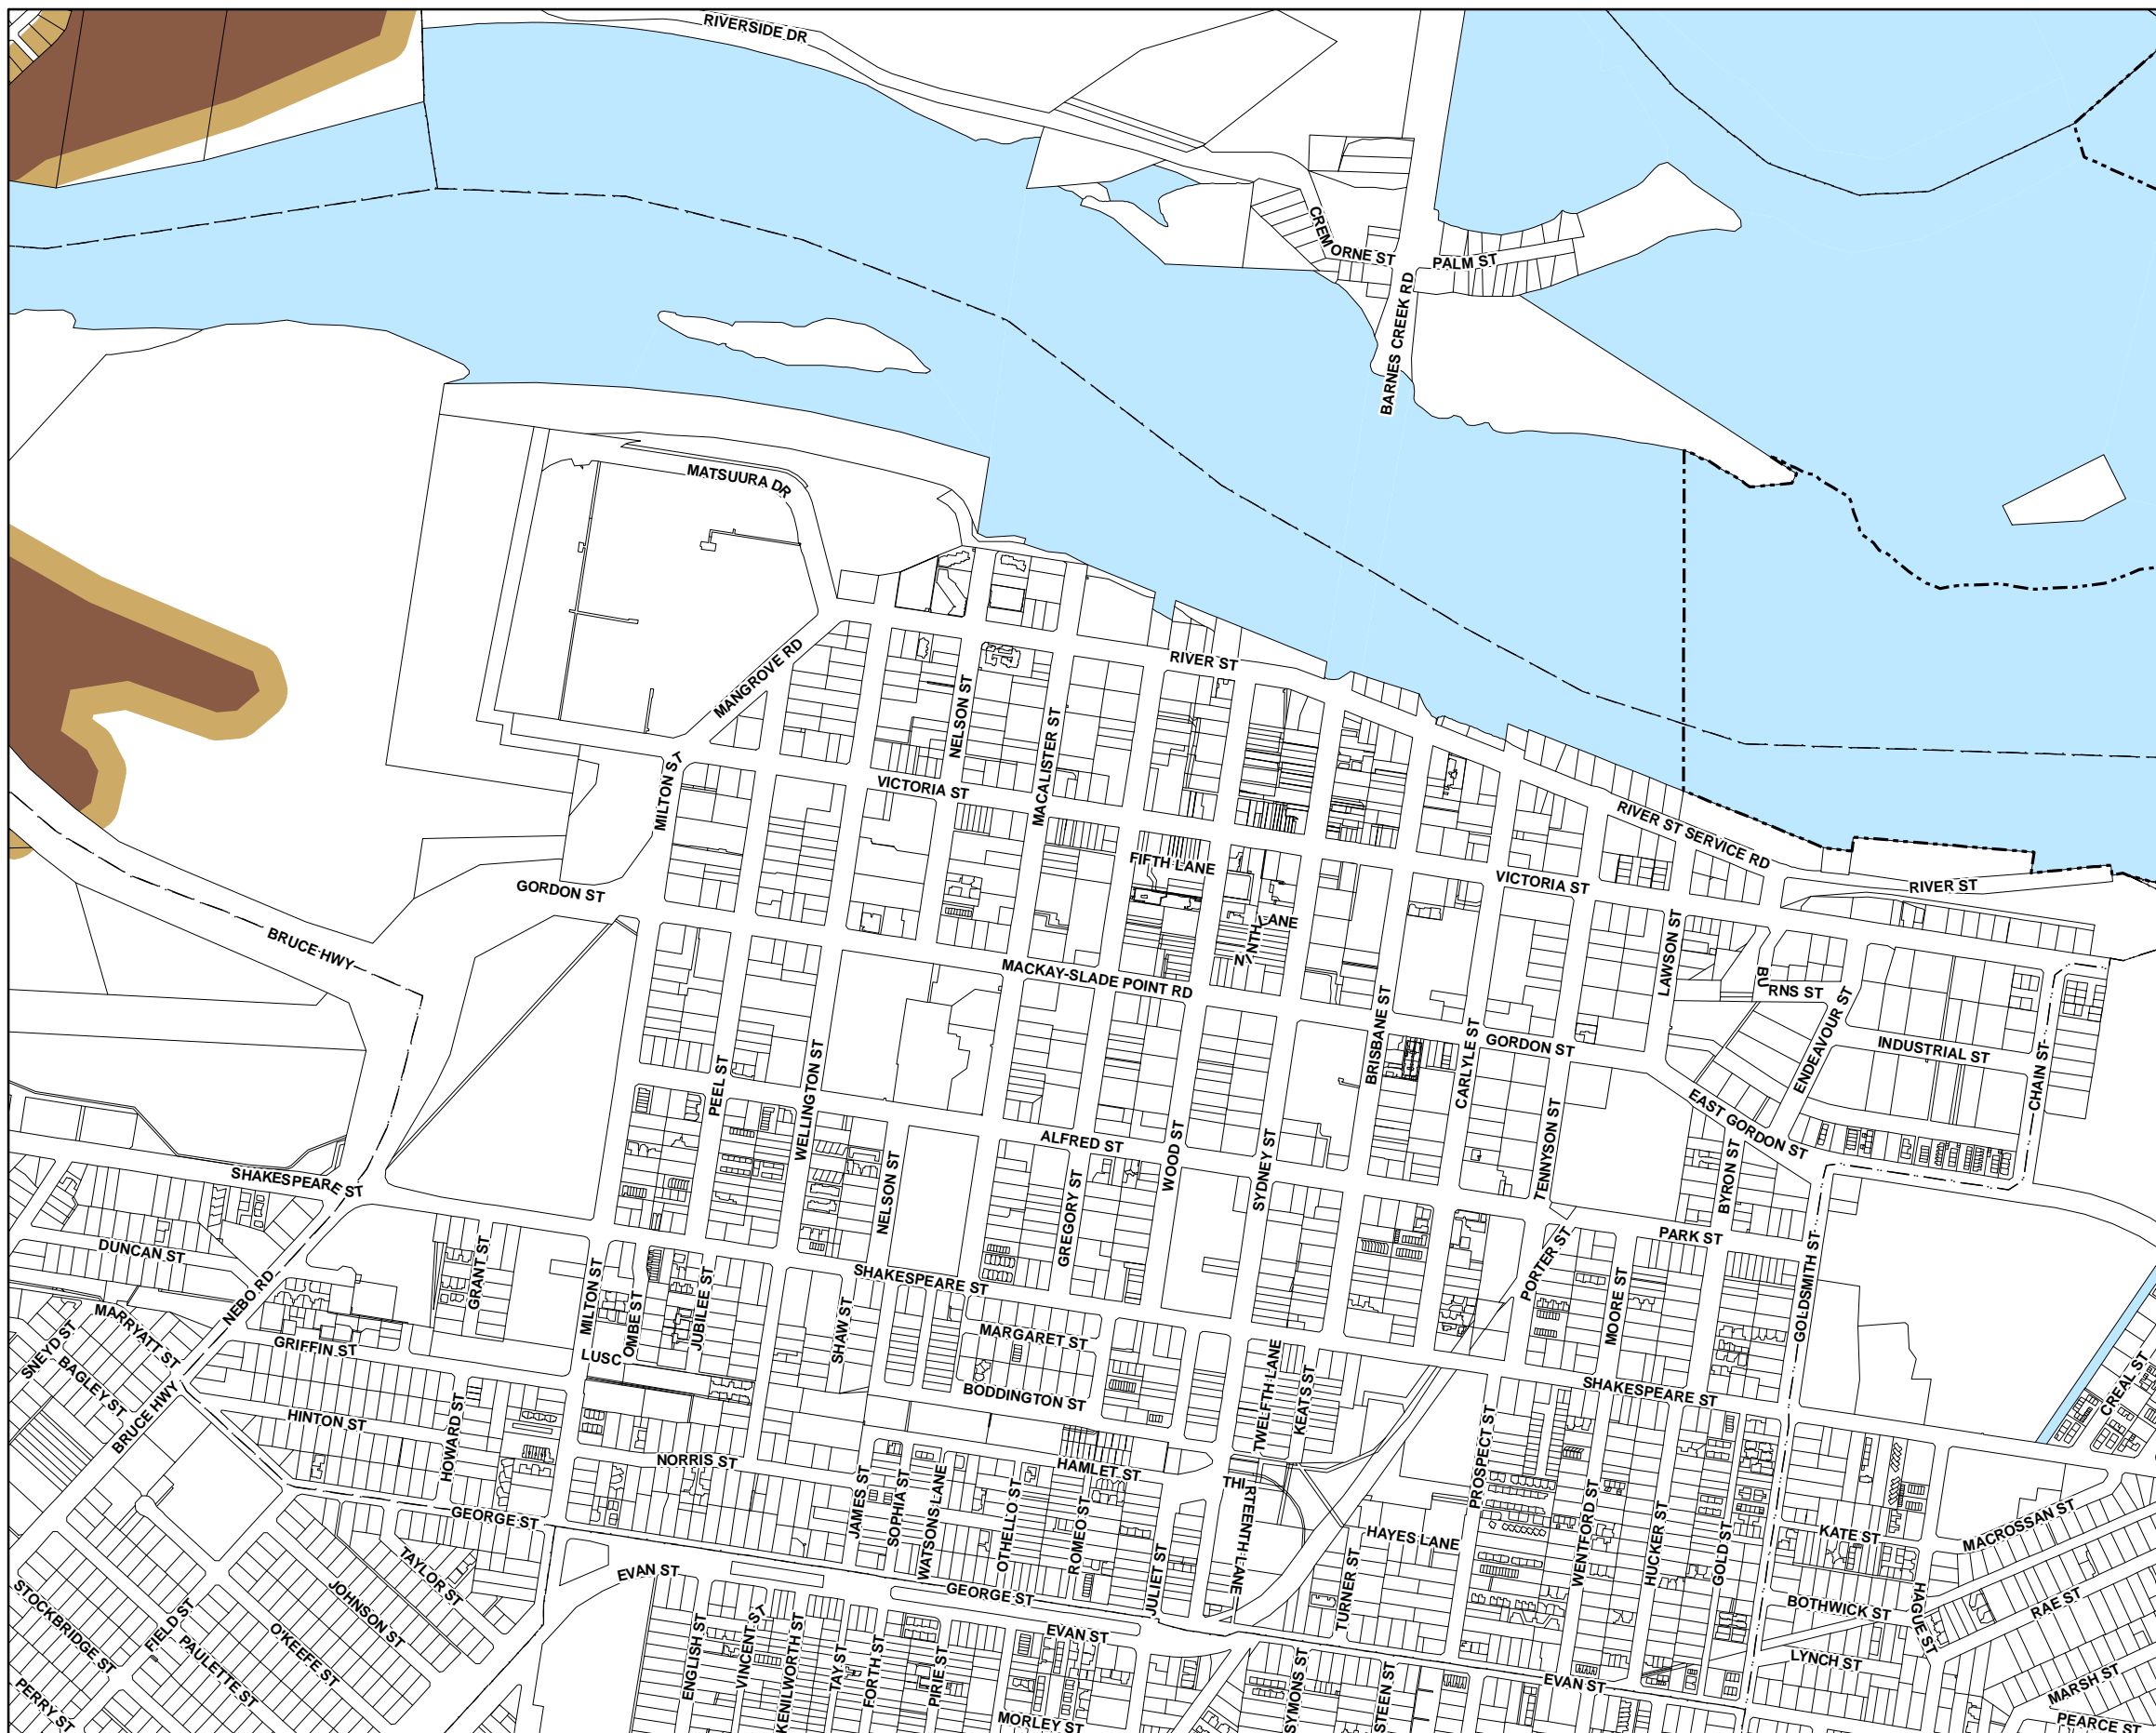 RIVERSIDE DR
CREMORNE ST
PALM ST
BARNES CREEK RD
MATSUURA DR
MANGROVE RD
RIVER ST
NELSON ST
MACALISTER ST
MILTON ST
VICTORIA ST
RIVER ST SERVICE RD
FIFTH LANE
VICTORIA ST
RIVER ST
GORDON ST
NINTH LANE
LAWSON ST
BRUCE HWY
MACKAY-SLADE POINT RD
BURNS ST
ENDEAVOUR ST
BRISBANE ST
CARLYLE ST
GORDON ST
INDUSTRIAL ST
CHAIN ST
PEEL ST
WELLINGTON ST
EAST GORDON ST
ALFRED ST
WOOD ST
SYDNEY ST
TENNYSON ST
BYRON ST
SHAKESPEARE ST
NELSON ST
GREGORY ST
DUNCAN ST
GRANT ST
PARK ST
GOLDSMITH ST
NEBO RD
MILTON ST
JUBILEE ST
SHAKESPEARE ST
PORTER ST
MOORE ST
MARRYATT ST
SNEYD ST
BAGLEY ST
GRIFFIN ST
LUSCOMBE ST
SHAW ST
MARGARET ST
BODDINGTON ST
TWELFTH LANE
KEATS ST
SHAKESPEARE ST
CREAL ST
BRUCE HWY
HINTON ST
HOWARD ST
NORRIS ST
HAMLET ST
PROSPECT ST
JAMES ST
SOPHIA ST
WATSONS LANE
OTHELLO ST
ROMEO ST
JULIET ST
THIRTEENTH LANE
TURNER ST
HAYES LANE
WENTFORD ST
HUCKER ST
GOLD ST
KATE ST
MACROSSAN ST
GEORGE ST
TAYLOR ST
EVAN ST
GEORGE ST
BOTHWICK ST
HAGUE ST
RAE ST
STOCKBRIDGE ST
FIELD ST
JOHNSON ST
O'KEEFE ST
PAULETTE ST
PERRY ST
ENGLISH ST
VINCENT ST
KENILWORTH ST
TAY ST
FORTH ST
PIRIE ST
EVAN ST
MORLEY ST
SYMONS ST
STEEN ST
EVAN ST
LYNCH ST
MARSH ST
PEARCE ST